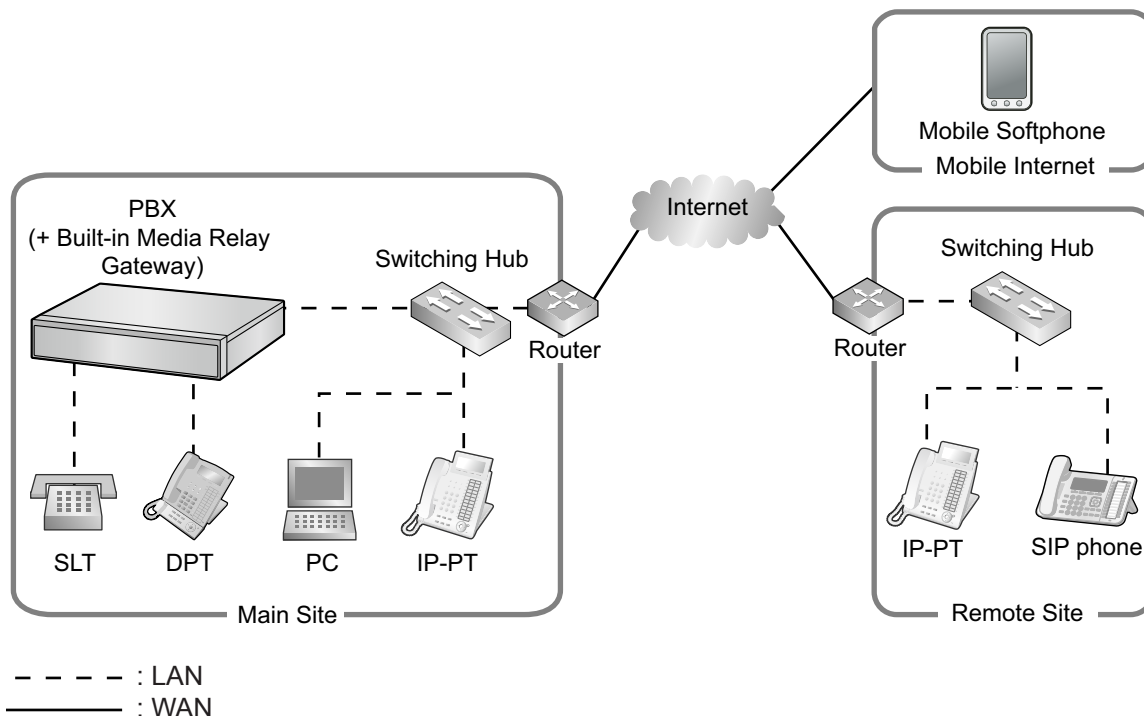 Mobile Softphone
Mobile Internet
PBX
(+ Built-in Media Relay
Gateway)
Switching Hub
Router
Internet
Switching Hub
Router
SLT
DPT
PC
IP-PT
Main Site
IP-PT
SIP phone
Remote Site
: LAN
: WAN